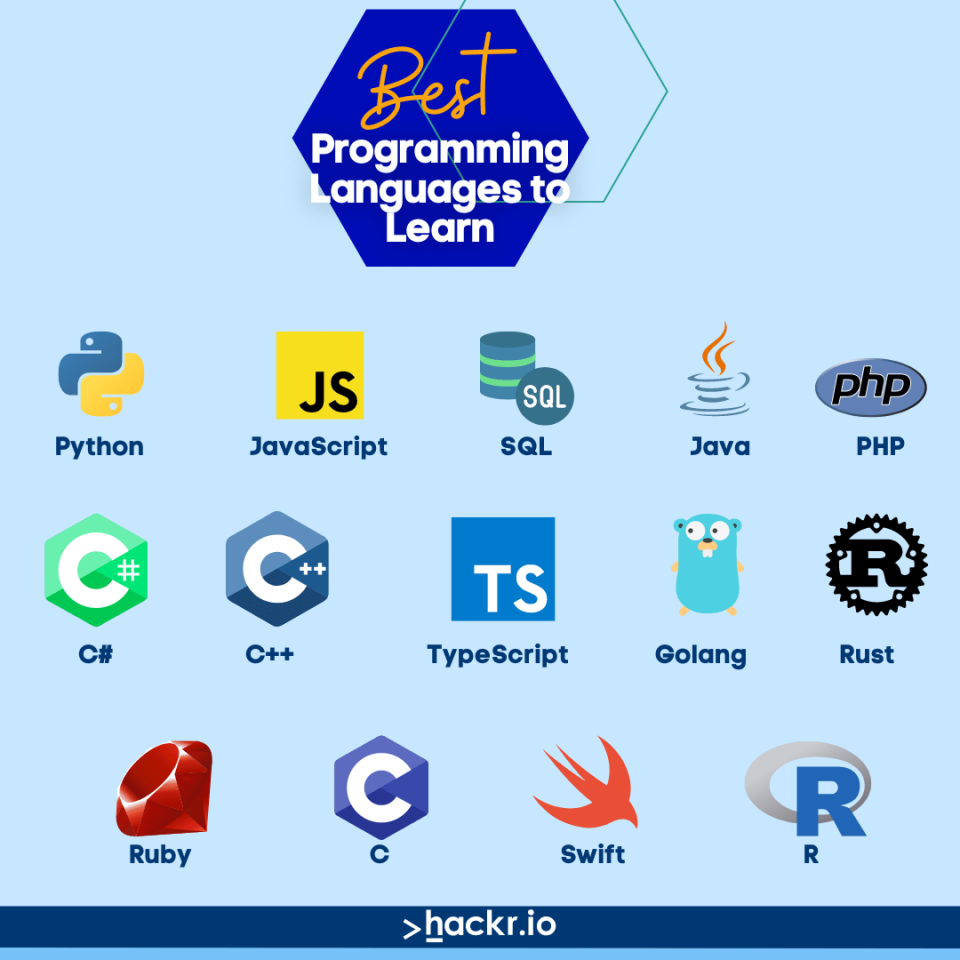 Best
Programming
Languages to
Learn
JS
SQL
php
Python
JavaScript
SQL
Java
PHP
C#
C++
TS
R
C#
C++
TypeScript
Golang
Rust
C
R
Ruby
C
Swift
R
>hackr.io